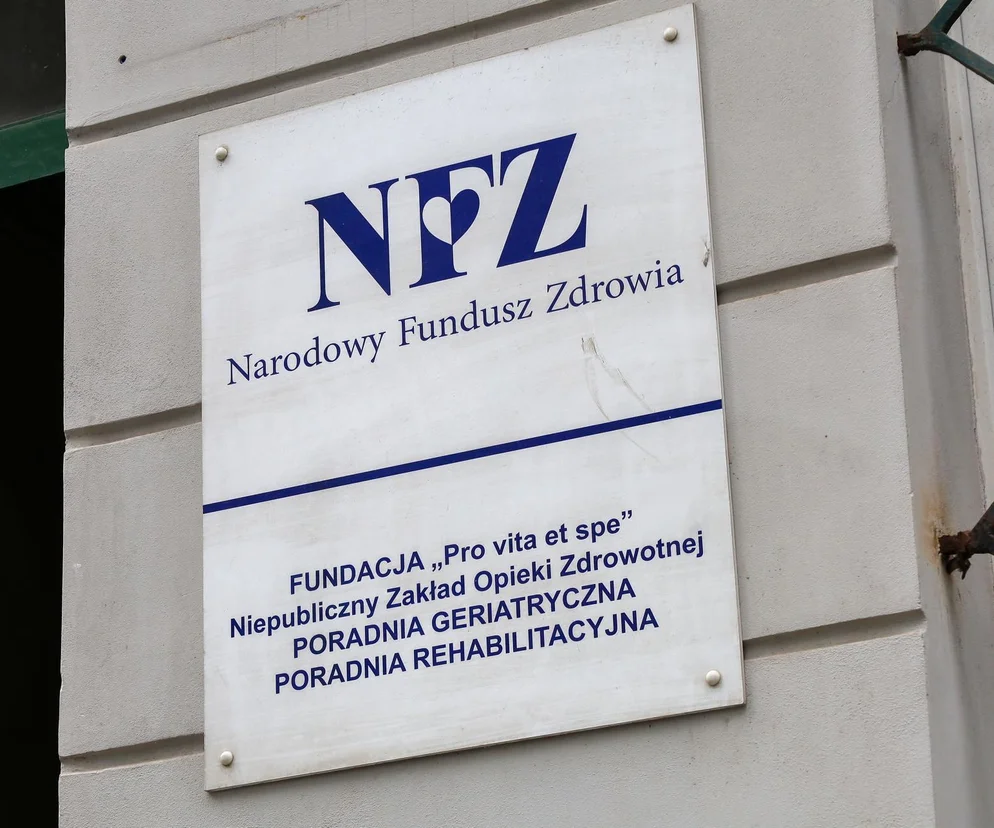 NFZ
Narodowy Fundusz Zdrowia
FUNDACJA „Pro vita et spe”
Niepubliczny Zakład Opieki Zdrowotnej
PORADNIA GERIATRYCZNA
PORADNIA REHABILITACYJNA